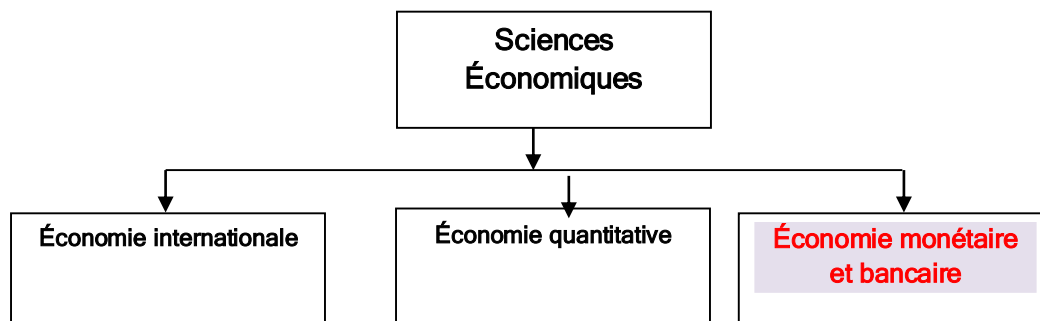 Sciences
Économiques
Économie internationale
Économie quantitative
Économie monétaire
et bancaire